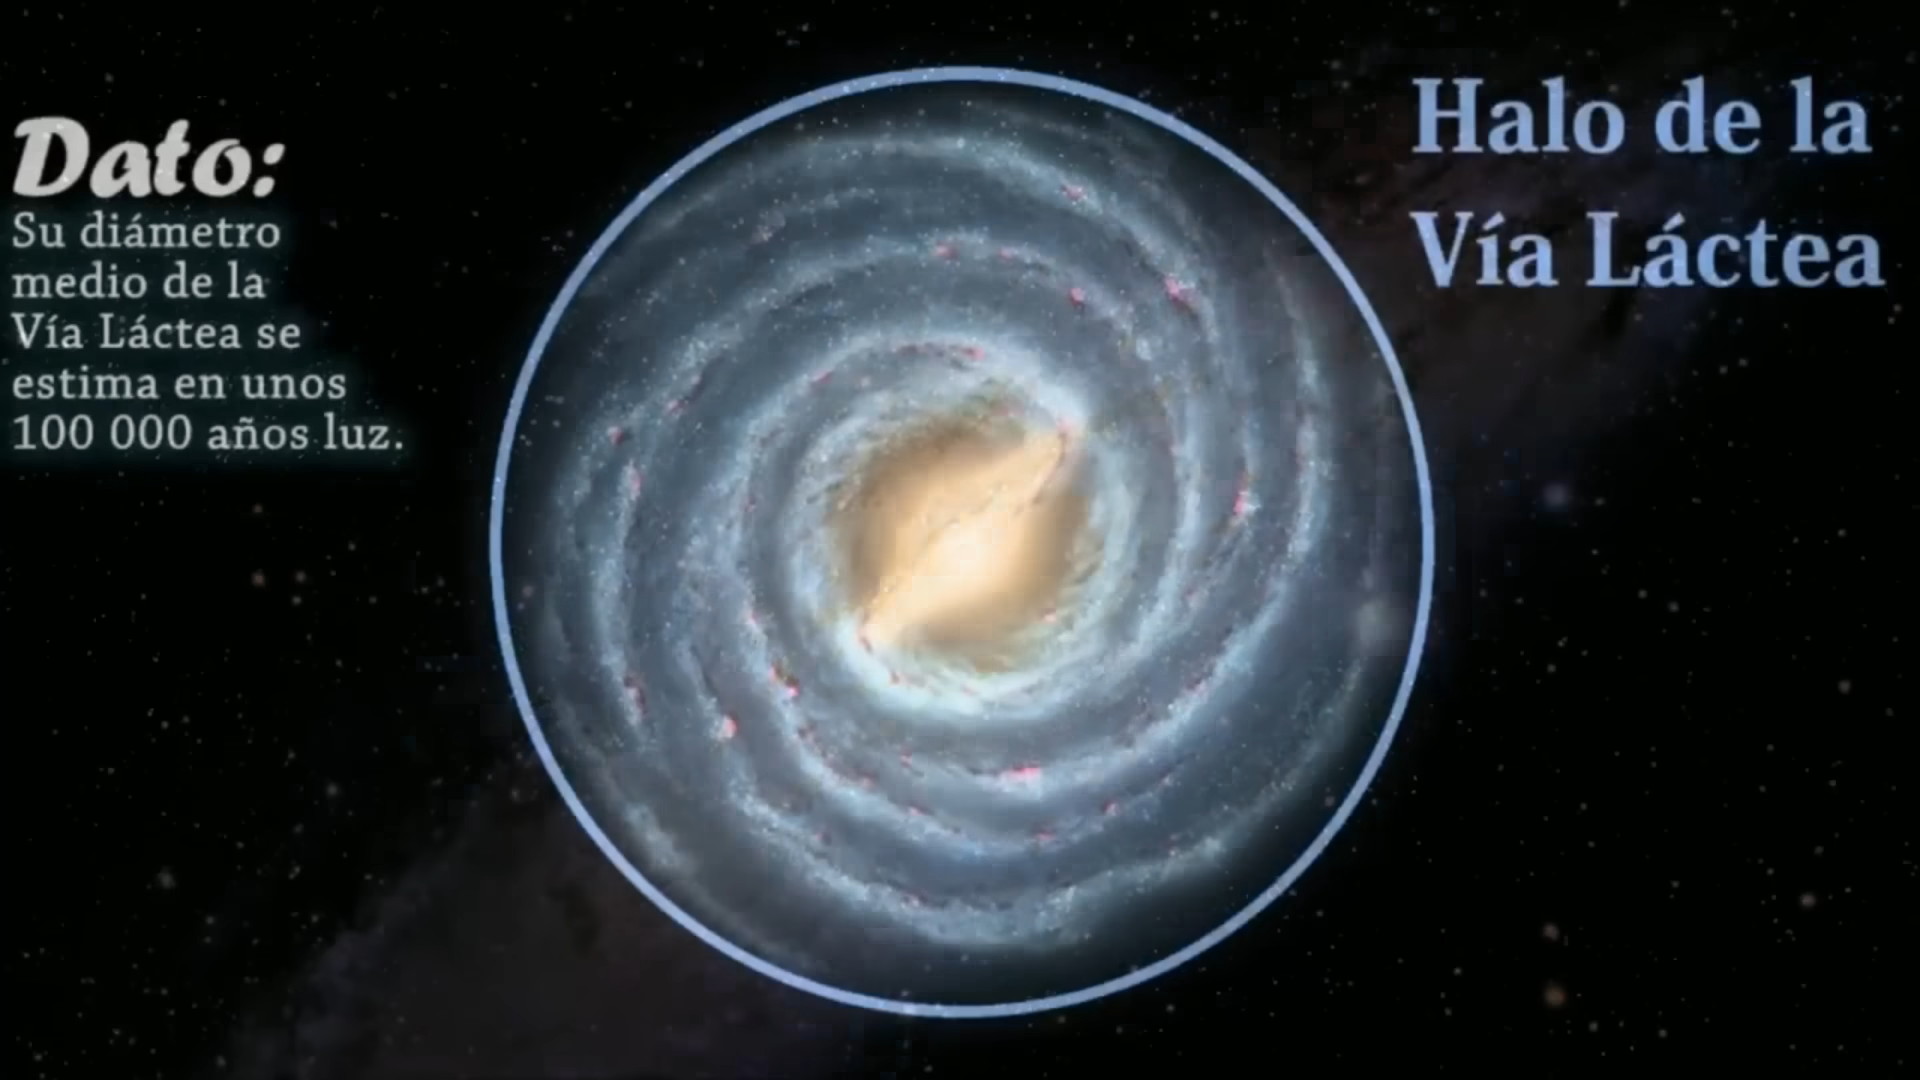 Dato:
Su diámetro
medio de la
Vía Láctea se
estima en unos
100 000 años luz.
Halo de la
Vía Láctea